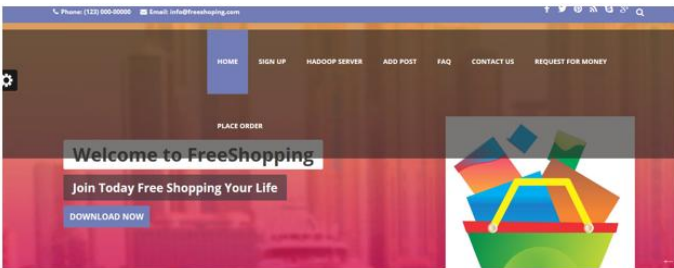 Phone: (122) 000-00000 Email: info@freeshoping.com
HOME SIGN UP HADOOP SERVER ADD POST FAQ CONTACT US REQUEST FOR MONEY
PLACE ORDER
Welcome to FreeShopping
Join Today Free Shopping Your Life
DOWNLOAD NOW